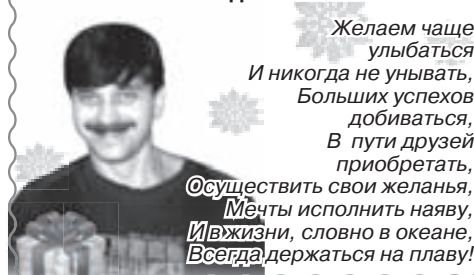 Желаем чаще
улыбаться
И никогда не унывать,
Больших успехов
добиваться,
В пути друзей
приобретать,
Осуществить свои желанья,
Мечты исполнить наяву,
И в жизни, словно в океане,
Всегда держаться на плаву!